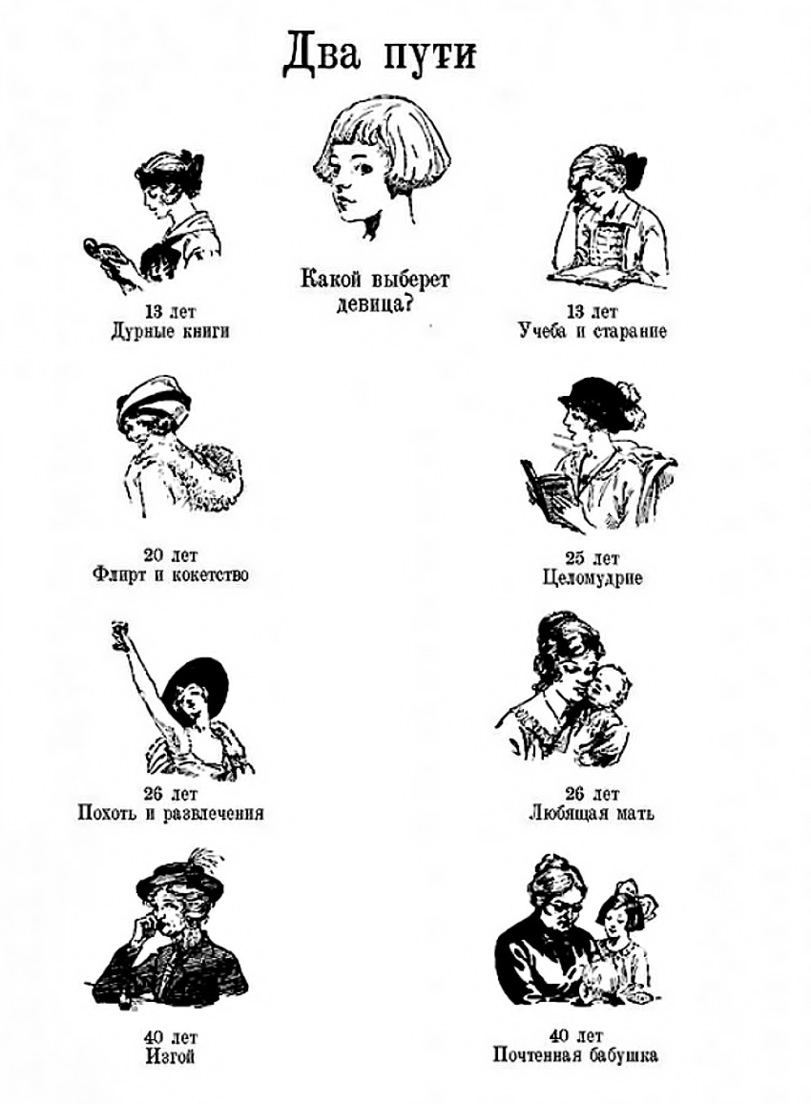 Два пути
Какой выберет
девица?
13 лет
Дурные книги
13 лет
Учеба и старание
20 лет
Флирт и кокетство
25 лет
Целомудрие
26 лет
Похоть и развлечения
26 лет
Любящая мать
40 лет
Изгой
40 лет
Почтенная бабушка